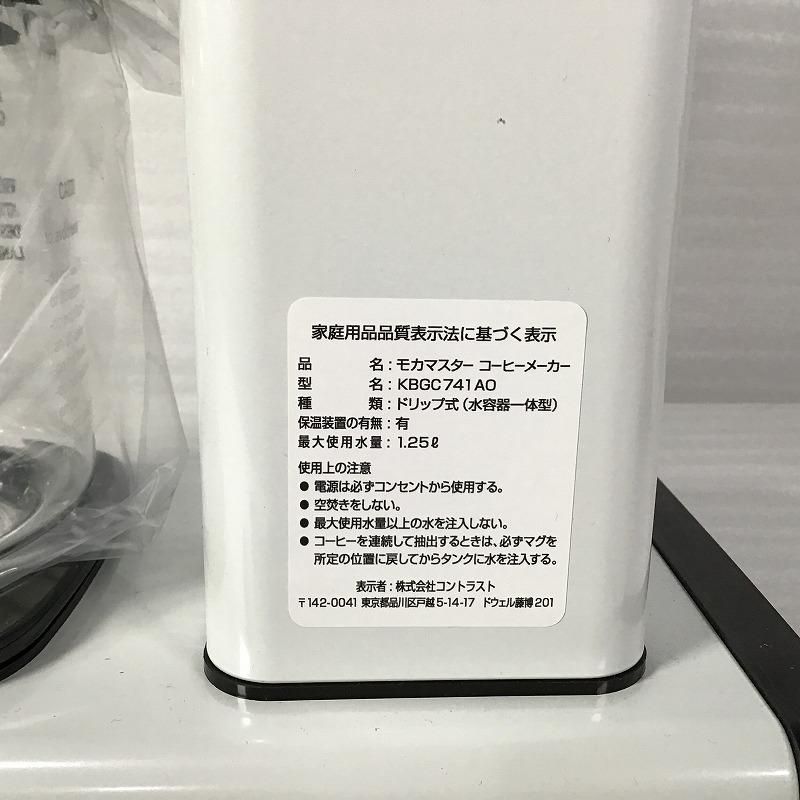 家庭用品品質表示法に基づく表示
品 名：モカマスター コーヒーメーカー
型 名：KBGC741AO
種 類：ドリップ式（水容器一体型）
保温装置の有無：有
最大使用水量：1.25ℓ
使用上の注意
● 電源は必ずコンセントから使用する。
● 空焚きをしない。
● 最大使用水量以上の水を注入しない。
● コーヒーを連続して抽出するときは、必ずマグを
所定の位置に戻してからタンクに水を注入する。
表示者：株式会社コントラスト
〒142-0041 東京都品川区戸越5-14-17 ドウェル藤博201